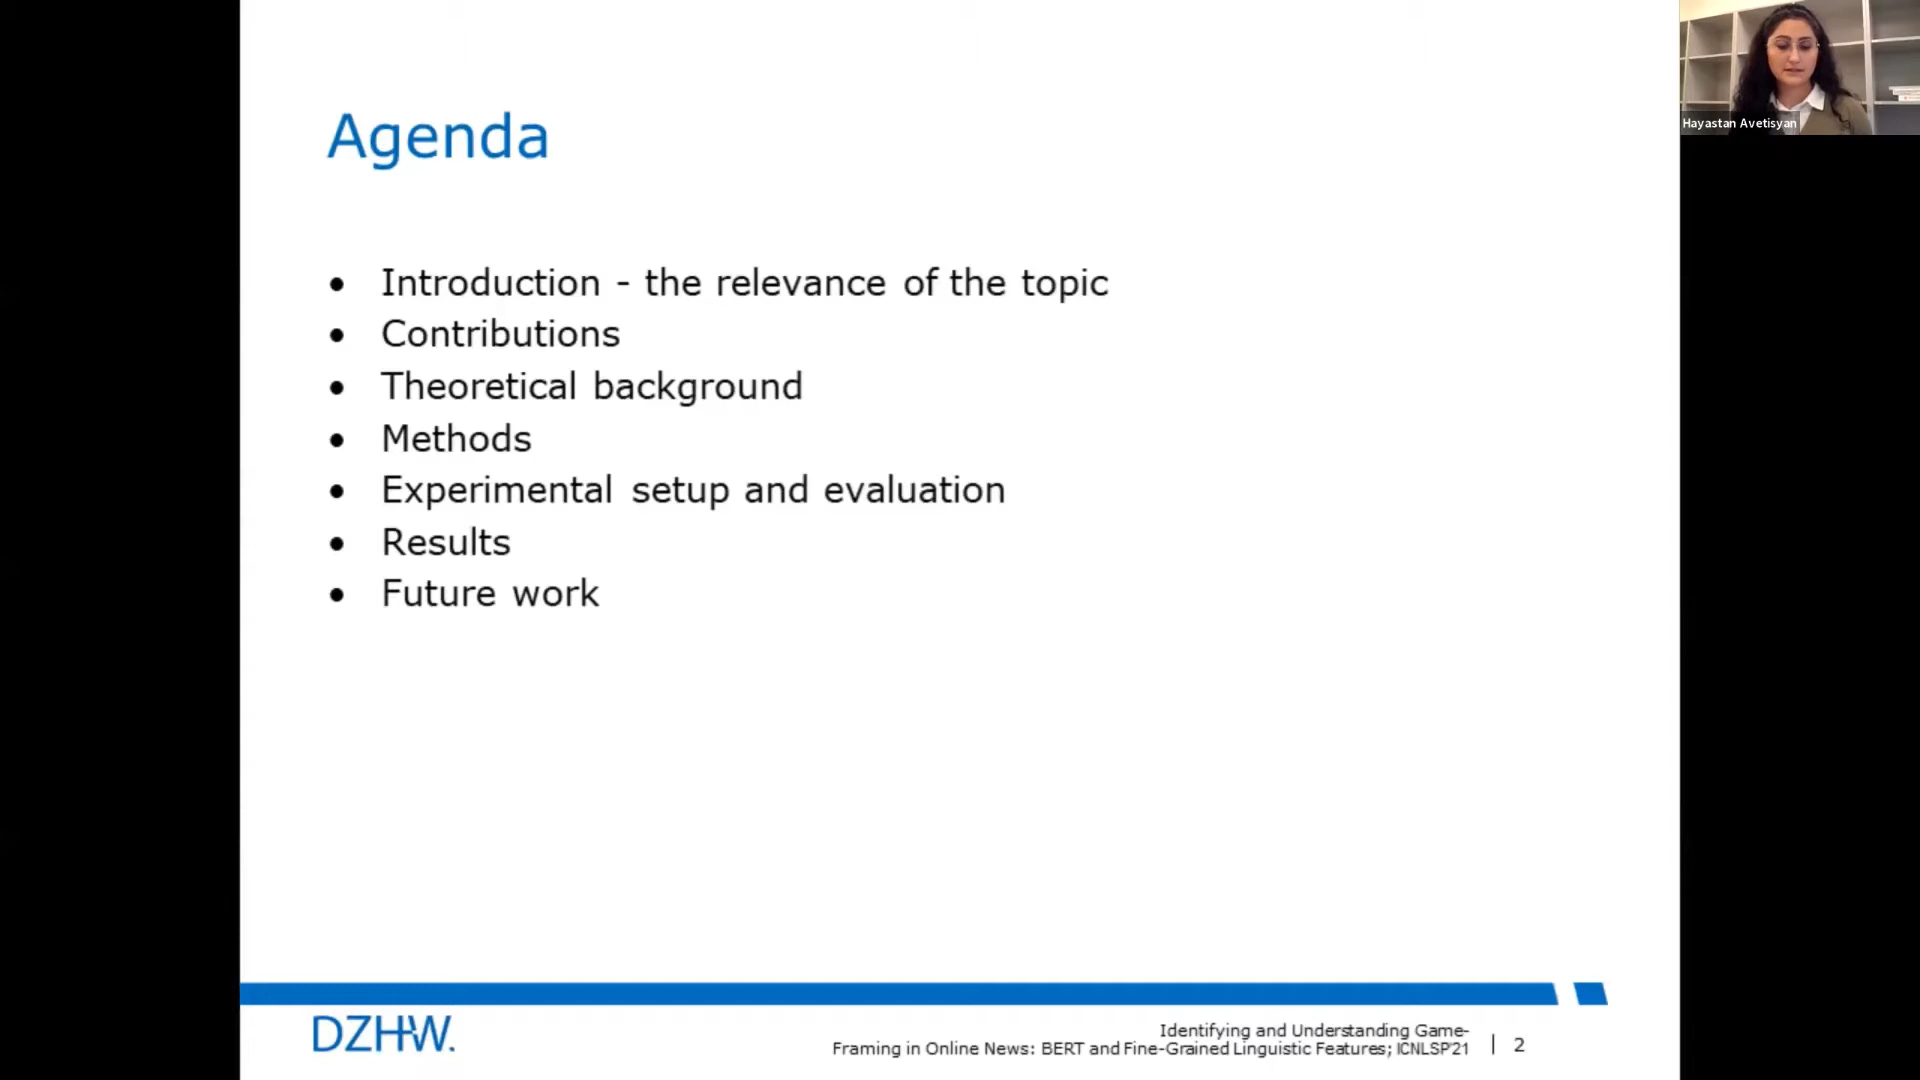 Hayastan Avetisyan
Agenda
• Introduction - the relevance of the topic
• Contributions
• Theoretical background
• Methods
• Experimental setup and evaluation
• Results
• Future work
DZHW.
Identifying and Understanding Game-
Framing in Online News: BERT and Fine-Grained Linguistic Features; ICNLSP'21 | 2